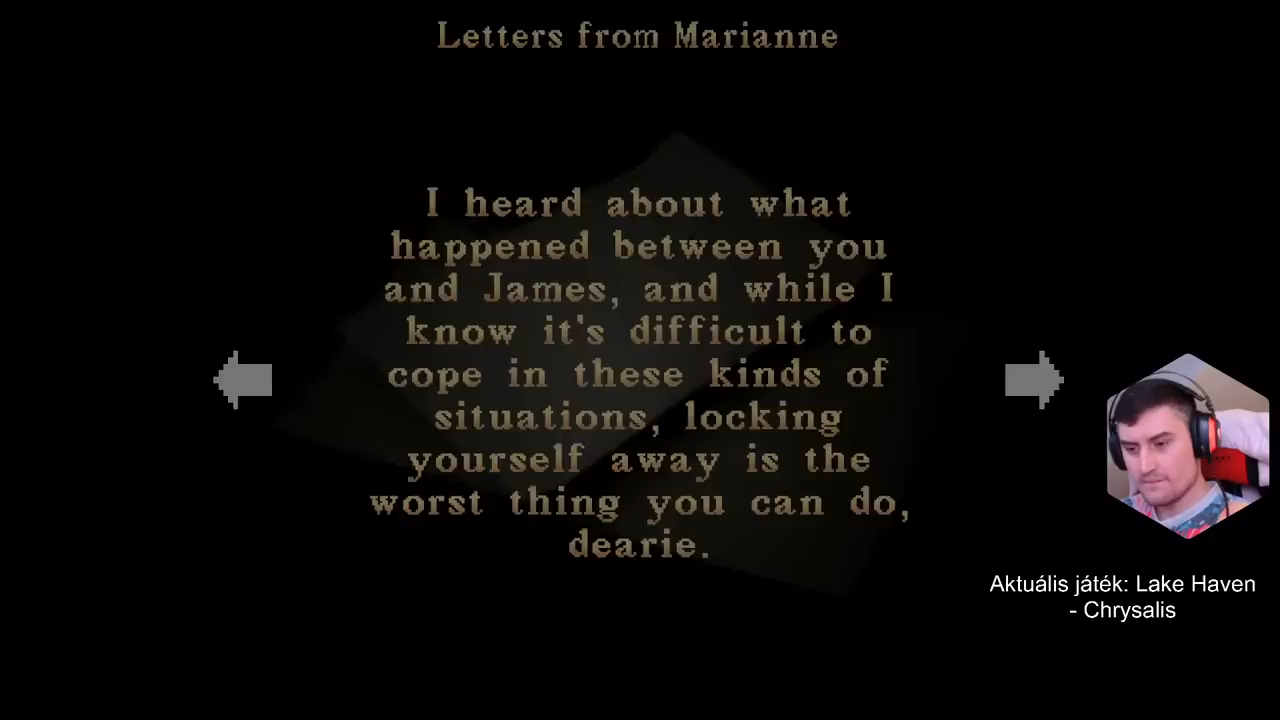 Letters from Marianne
I heard about what
happened between you
and James, and while I
know it's difficult to
cope in these kinds of
situations, locking
yourself away is the
worst thing you can do,
dearie.
Aktuális játék: Lake Haven
- Chrysalis